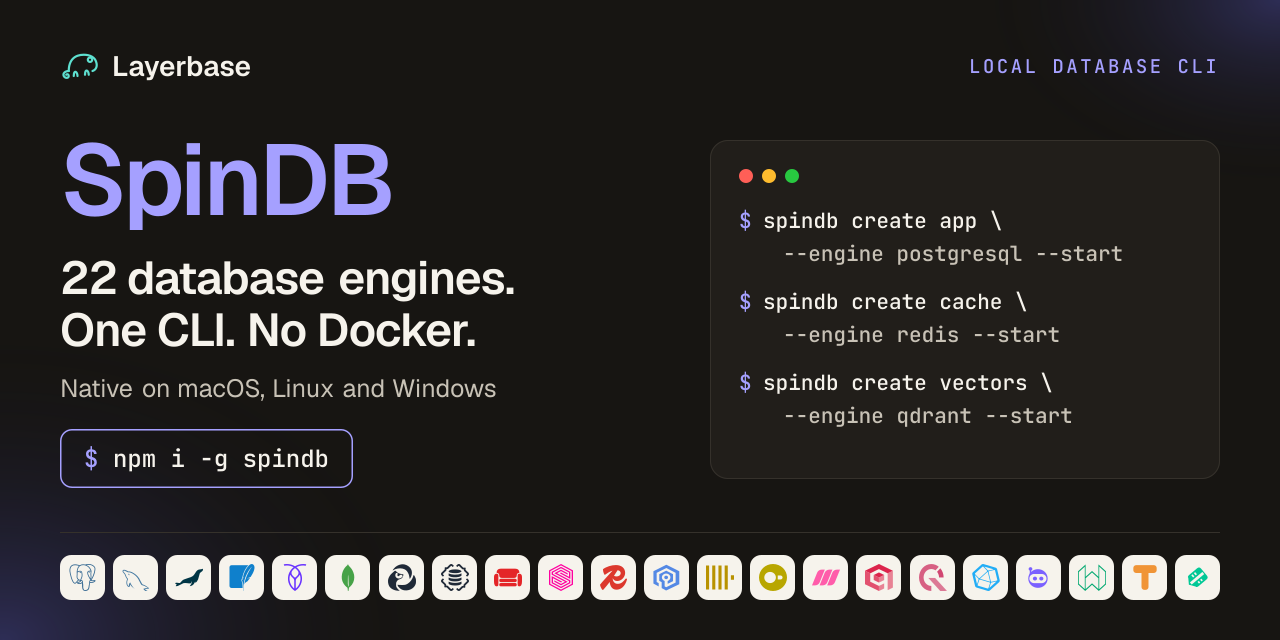 Layerbase
LOCAL DATABASE CLI
SpinDB
22 database engines.
One CLI. No Docker.
Native on macOS, Linux and Windows
$ npm i -g spindb
$ spindb create app \
--engine postgresql --start
$ spindb create cache \
--engine redis --start
$ spindb create vectors \
--engine qdrant --start